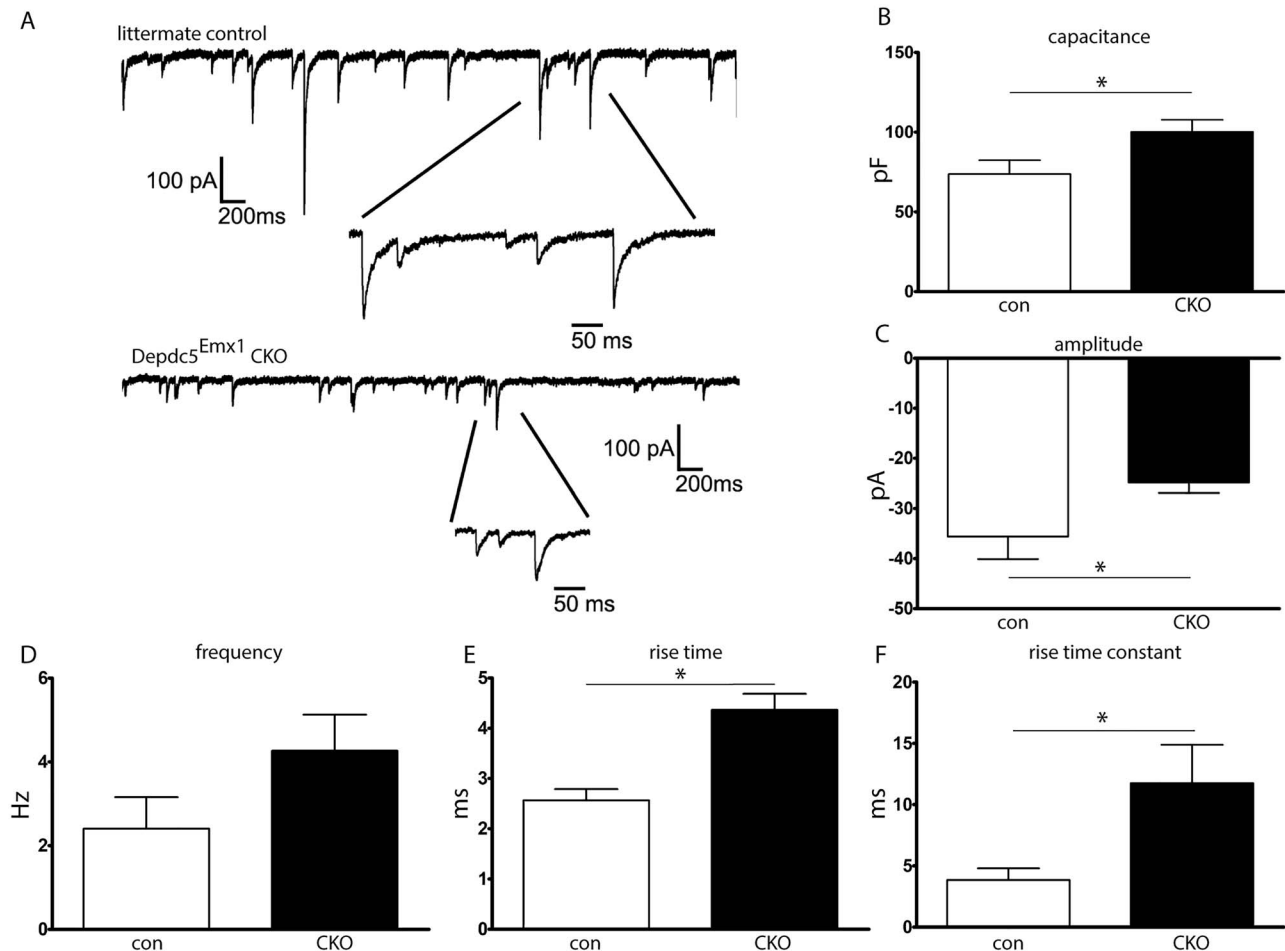 A
littermate control
100 pA
200ms
50 ms
Depdc5Emx1 CKO
100 pA
200ms
50 ms
B
capacitance
*
150
100
50
0
pF
con
CKO
C
amplitude
0
-10
-20
-30
-40
-50
pA
*
con
CKO
D
frequency
6
4
2
0
Hz
con
CKO
E
rise time
*
5
4
3
2
1
0
ms
con
CKO
F
rise time constant
*
20
15
10
5
0
ms
con
CKO